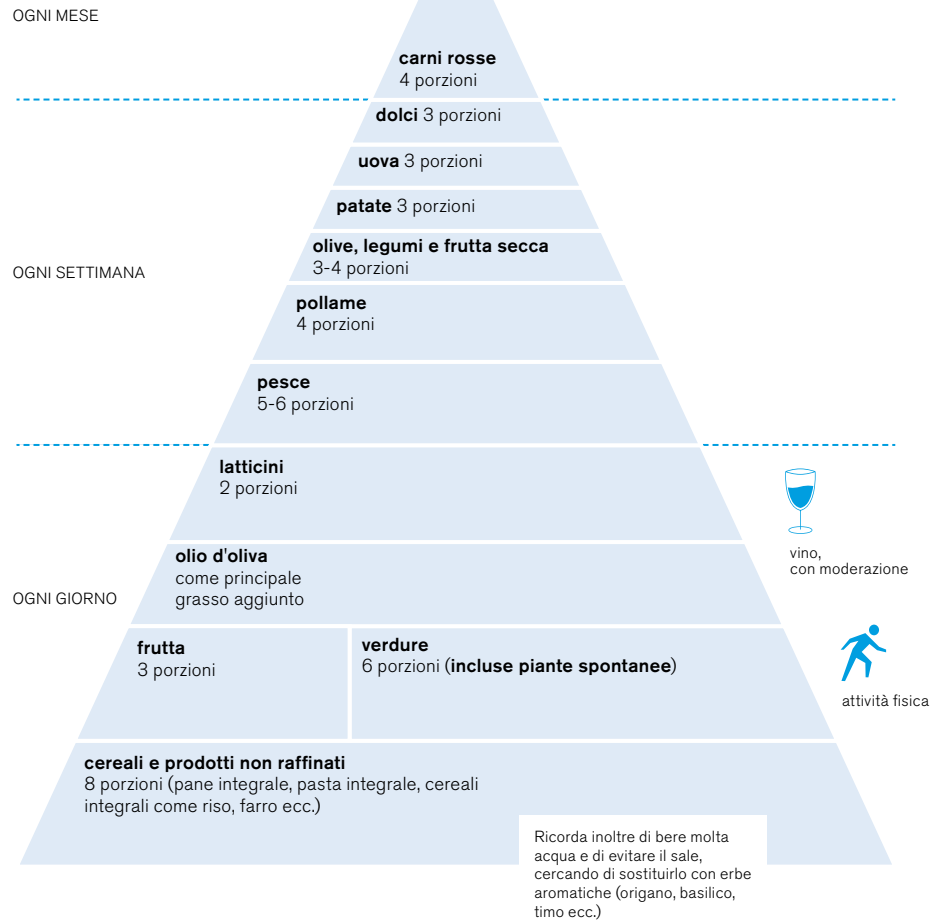 OGNI MESE
carni rosse
4 porzioni
dolci 3 porzioni
uova 3 porzioni
patate 3 porzioni
olive, legumi e frutta secca
3-4 porzioni
OGNI SETTIMANA
pollame
4 porzioni
pesce
5-6 porzioni
latticini
2 porzioni
vino,
con moderazione
olio d'oliva
come principale
grasso aggiunto
OGNI GIORNO
frutta
3 porzioni
verdure
6 porzioni (incluse piante spontanee)
attività fisica
cereali e prodotti non raffinati
8 porzioni (pane integrale, pasta integrale, cereali
integrali come riso, farro ecc.)
Ricorda inoltre di bere molta
acqua e di evitare il sale,
cercando di sostituirlo con erbe
aromatiche (origano, basilico,
timo ecc.)